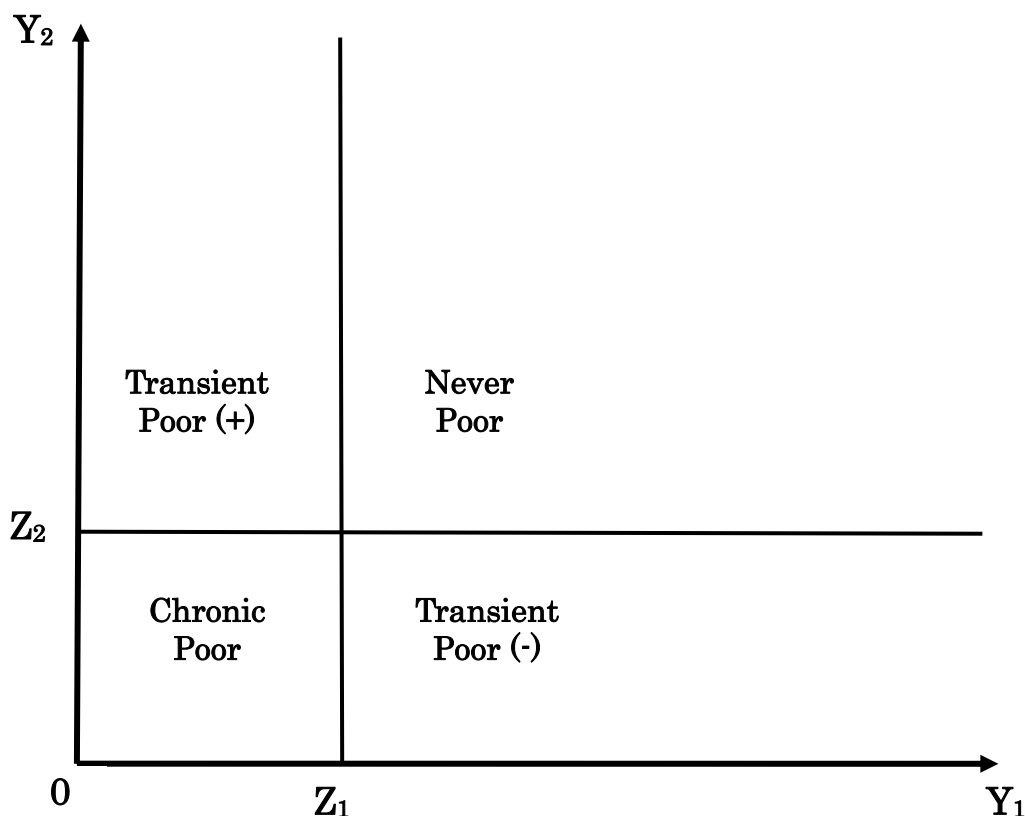 Y₂
Transient
Poor (+)
Never
Poor
Z₂
Chronic
Poor
Transient
Poor (-)
0
Z₁
Y₁